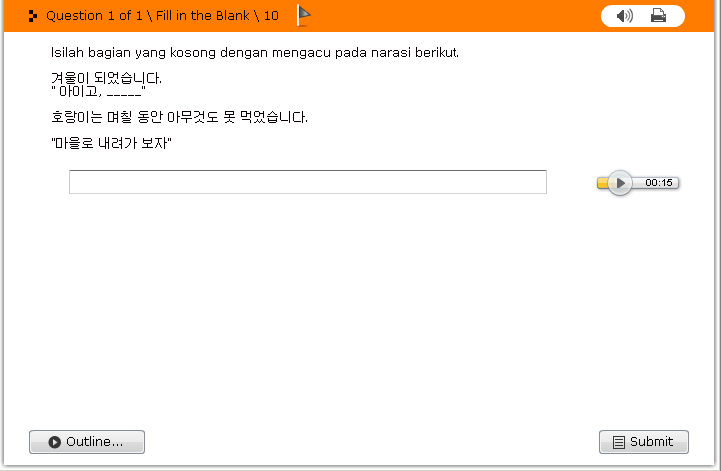 Question 1 of 1 \ Fill in the Blank \ 10
Isilah bagian yang kosong dengan mengacu pada narasi berikut.
겨울이 되었습니다.
" 아이고, _____"
호랑이는 며칠 동안 아무것도 못 먹었습니다.
"마을로 내려가 보자"
00:15
Outline...
Submit